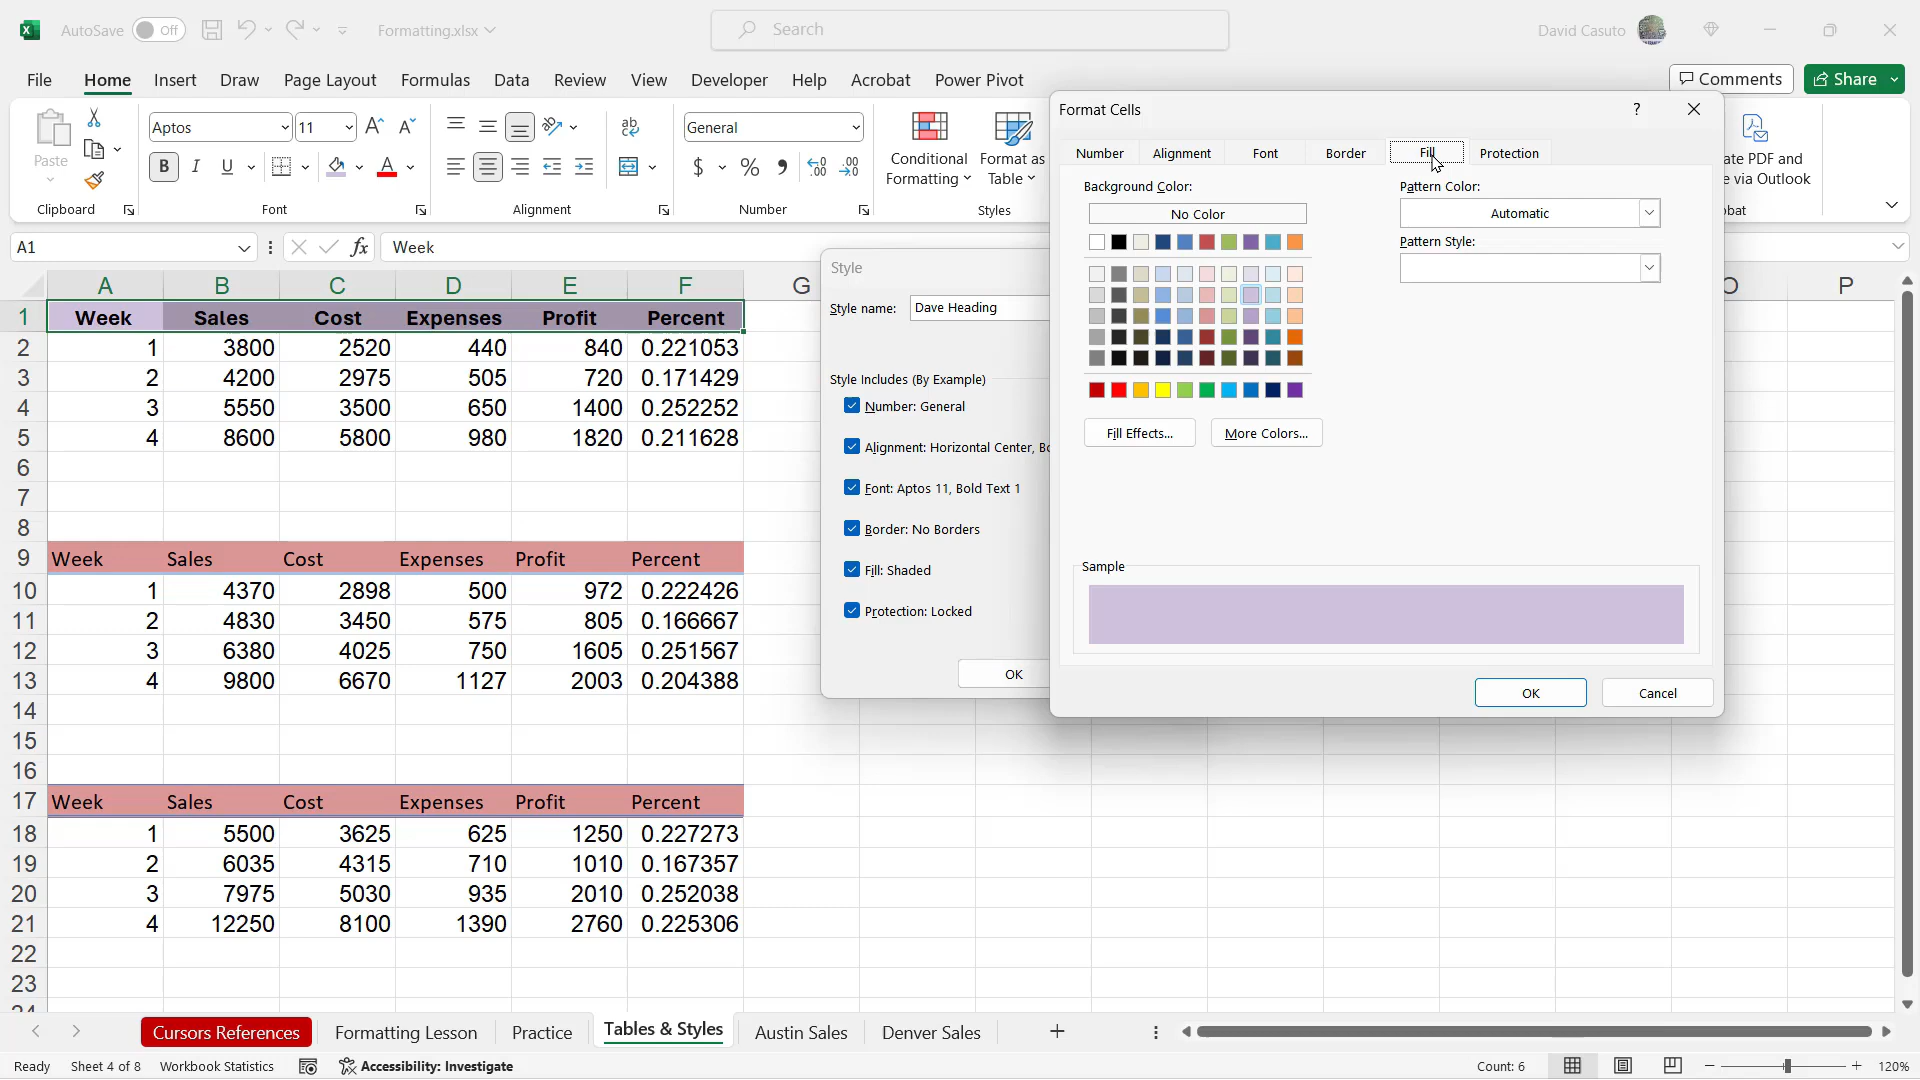 AutoSave Off Formatting.xlsx Search David Casuto
File Home Insert Draw Page Layout Formulas Data Review View Developer Help Acrobat Power Pivot Comments Share
Paste Aptos 11 General Conditional Formatting Format as Table
B I U A $ %
ate PDF and
e via Outlook
Clipboard Font Alignment Number Styles bat
A1 fx Week
A B C D E F G O P
1 Week Sales Cost Expenses Profit Percent
2 1 3800 2520 440 840 0.221053
3 2 4200 2975 505 720 0.171429
4 3 5550 3500 650 1400 0.252252
5 4 8600 5800 980 1820 0.211628
6
7
8
9 Week Sales Cost Expenses Profit Percent
10 1 4370 2898 500 972 0.222426
11 2 4830 3450 575 805 0.166667
12 3 6380 4025 750 1605 0.251567
13 4 9800 6670 1127 2003 0.204388
14
15
16
17 Week Sales Cost Expenses Profit Percent
18 1 5500 3625 625 1250 0.227273
19 2 6035 4315 710 1010 0.167357
20 3 7975 5030 935 2010 0.252038
21 4 12250 8100 1390 2760 0.225306
22
23
24
Style
Style name: Dave Heading
Style Includes (By Example)
Number: General
Alignment: Horizontal Center, Bo
Font: Aptos 11, Bold Text 1
Border: No Borders
Fill: Shaded
Protection: Locked
OK
Format Cells ?
Number Alignment Font Border Fill Protection
Background Color: Pattern Color:
No Color Automatic
Pattern Style:
Fill Effects... More Colors...
Sample
OK Cancel
Cursors References Formatting Lesson Practice Tables & Styles Austin Sales Denver Sales
Ready Sheet 4 of 8 Workbook Statistics Accessibility: Investigate Count: 6 120%